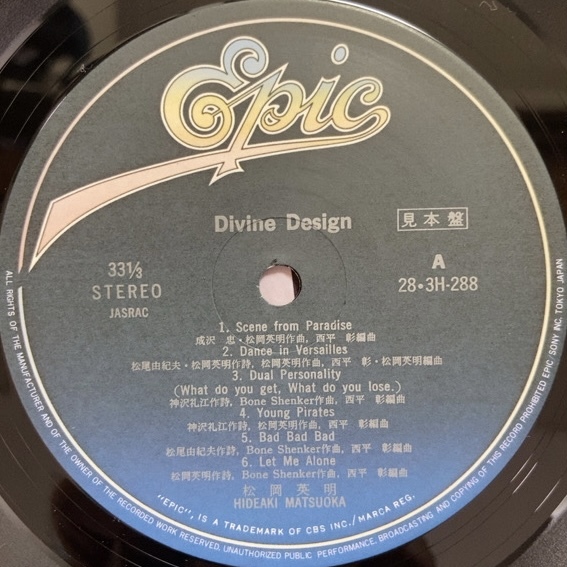 Epic
Divine Design
見本盤
33 1/3
STEREO
JASRAC
A
28・3H-288
1. Scene from Paradise
成沢 恵・松岡英明作曲, 西平 彰編曲
2. Dance in Versailles
松尾由紀夫・松岡英明作詩, 松岡英明作曲, 西平 彰・松岡英明編曲
3. Dual Personality
(What do you get, What do you lose.)
神沢礼江作詩, Bone Shenker作曲, 西平 彰編曲
4. Young Pirates
神沢礼江作詩, 松岡英明作曲, 西平 彰編曲
5. Bad Bad Bad
松尾由紀夫作詩, Bone Shenker作曲, 西平 彰編曲
6. Let Me Alone
松岡英明作詩, Bone Shenker作曲, 西平 彰編曲
松岡英明
HIDEAKI MATSUOKA
"EPIC", IS A TRADEMARK OF CBS INC./MARCA REG.
ALL RIGHTS OF THE MANUFACTURER AND OF THE OWNER OF THE RECORDED WORK RESERVED. UNAUTHORIZED PUBLIC PERFORMANCE, BROADCASTING AND COPYING OF THIS RECORD PROHIBITED EPIC/SONY INC. TOKYO JAPAN